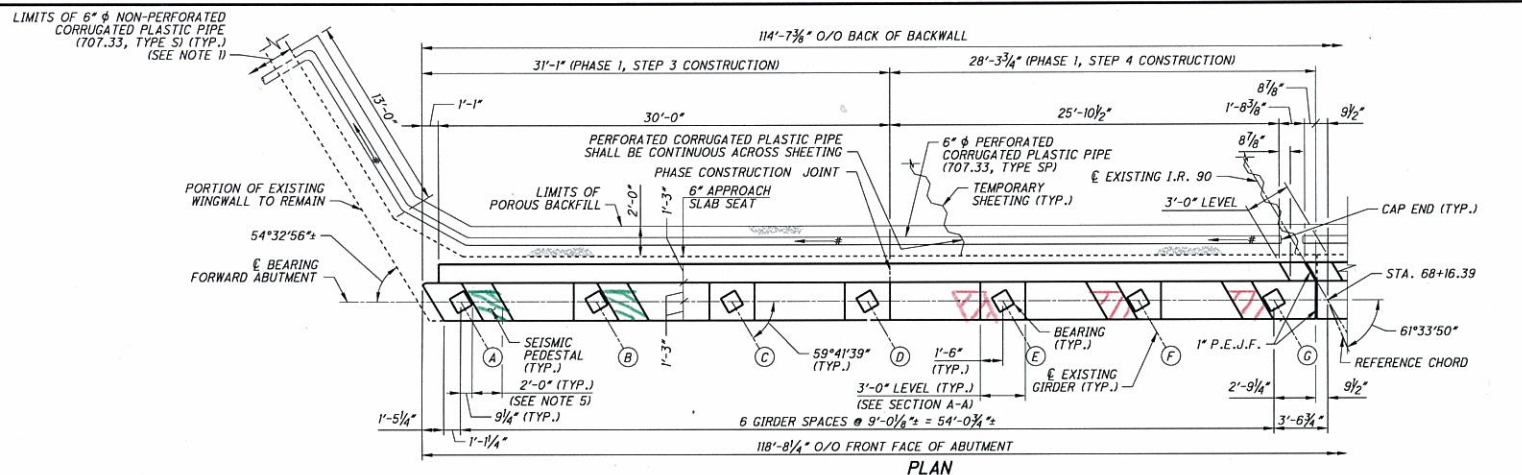 LIMITS OF 6" ϕ NON-PERFORATED
CORRUGATED PLASTIC PIPE
(707.33, TYPE S) (TYP.)
(SEE NOTE 1)
114'-7⅜" O/O BACK OF BACKWALL
31'-1" (PHASE 1, STEP 3 CONSTRUCTION)
28'-3¾" (PHASE 1, STEP 4 CONSTRUCTION)
8⅞"
13'-0"
1'-1"
30'-0"
25'-10½"
1'-8⅜"
9½"
8⅞"
PERFORATED CORRUGATED PLASTIC PIPE
SHALL BE CONTINUOUS ACROSS SHEETING
6" ϕ PERFORATED
CORRUGATED PLASTIC PIPE
(707.33, TYPE SP)
℄ EXISTING I.R. 90
PHASE CONSTRUCTION JOINT
TEMPORARY
SHEETING (TYP.)
PORTION OF EXISTING
WINGWALL TO REMAIN
LIMITS OF
POROUS BACKFILL
2'-0"
6" APPROACH
SLAB SEAT
1'-3"
3'-0" LEVEL
CAP END (TYP.)
#
#
#
54°32'56"±
℄ BEARING
FORWARD ABUTMENT
STA. 68+16.39
A
SEISMIC
PEDESTAL
(TYP.)
B
1'-3"
C
59°41'39"
(TYP.)
D
1'-6"
(TYP.)
E
BEARING
(TYP.)
F
1" P.E.J.F.
G
61°33'50"
REFERENCE CHORD
2'-0" (TYP.)
(SEE NOTE 5)
9¼" (TYP.)
3'-0" LEVEL (TYP.)
(SEE SECTION A-A)
℄ EXISTING
GIRDER (TYP.)
2'-9¼"
9½"
1'-5¼"
6 GIRDER SPACES @ 9'-0⅛"± = 54'-0¾"±
3'-6¾"
1'-1¼"
118'-8¼" O/O FRONT FACE OF ABUTMENT
PLAN